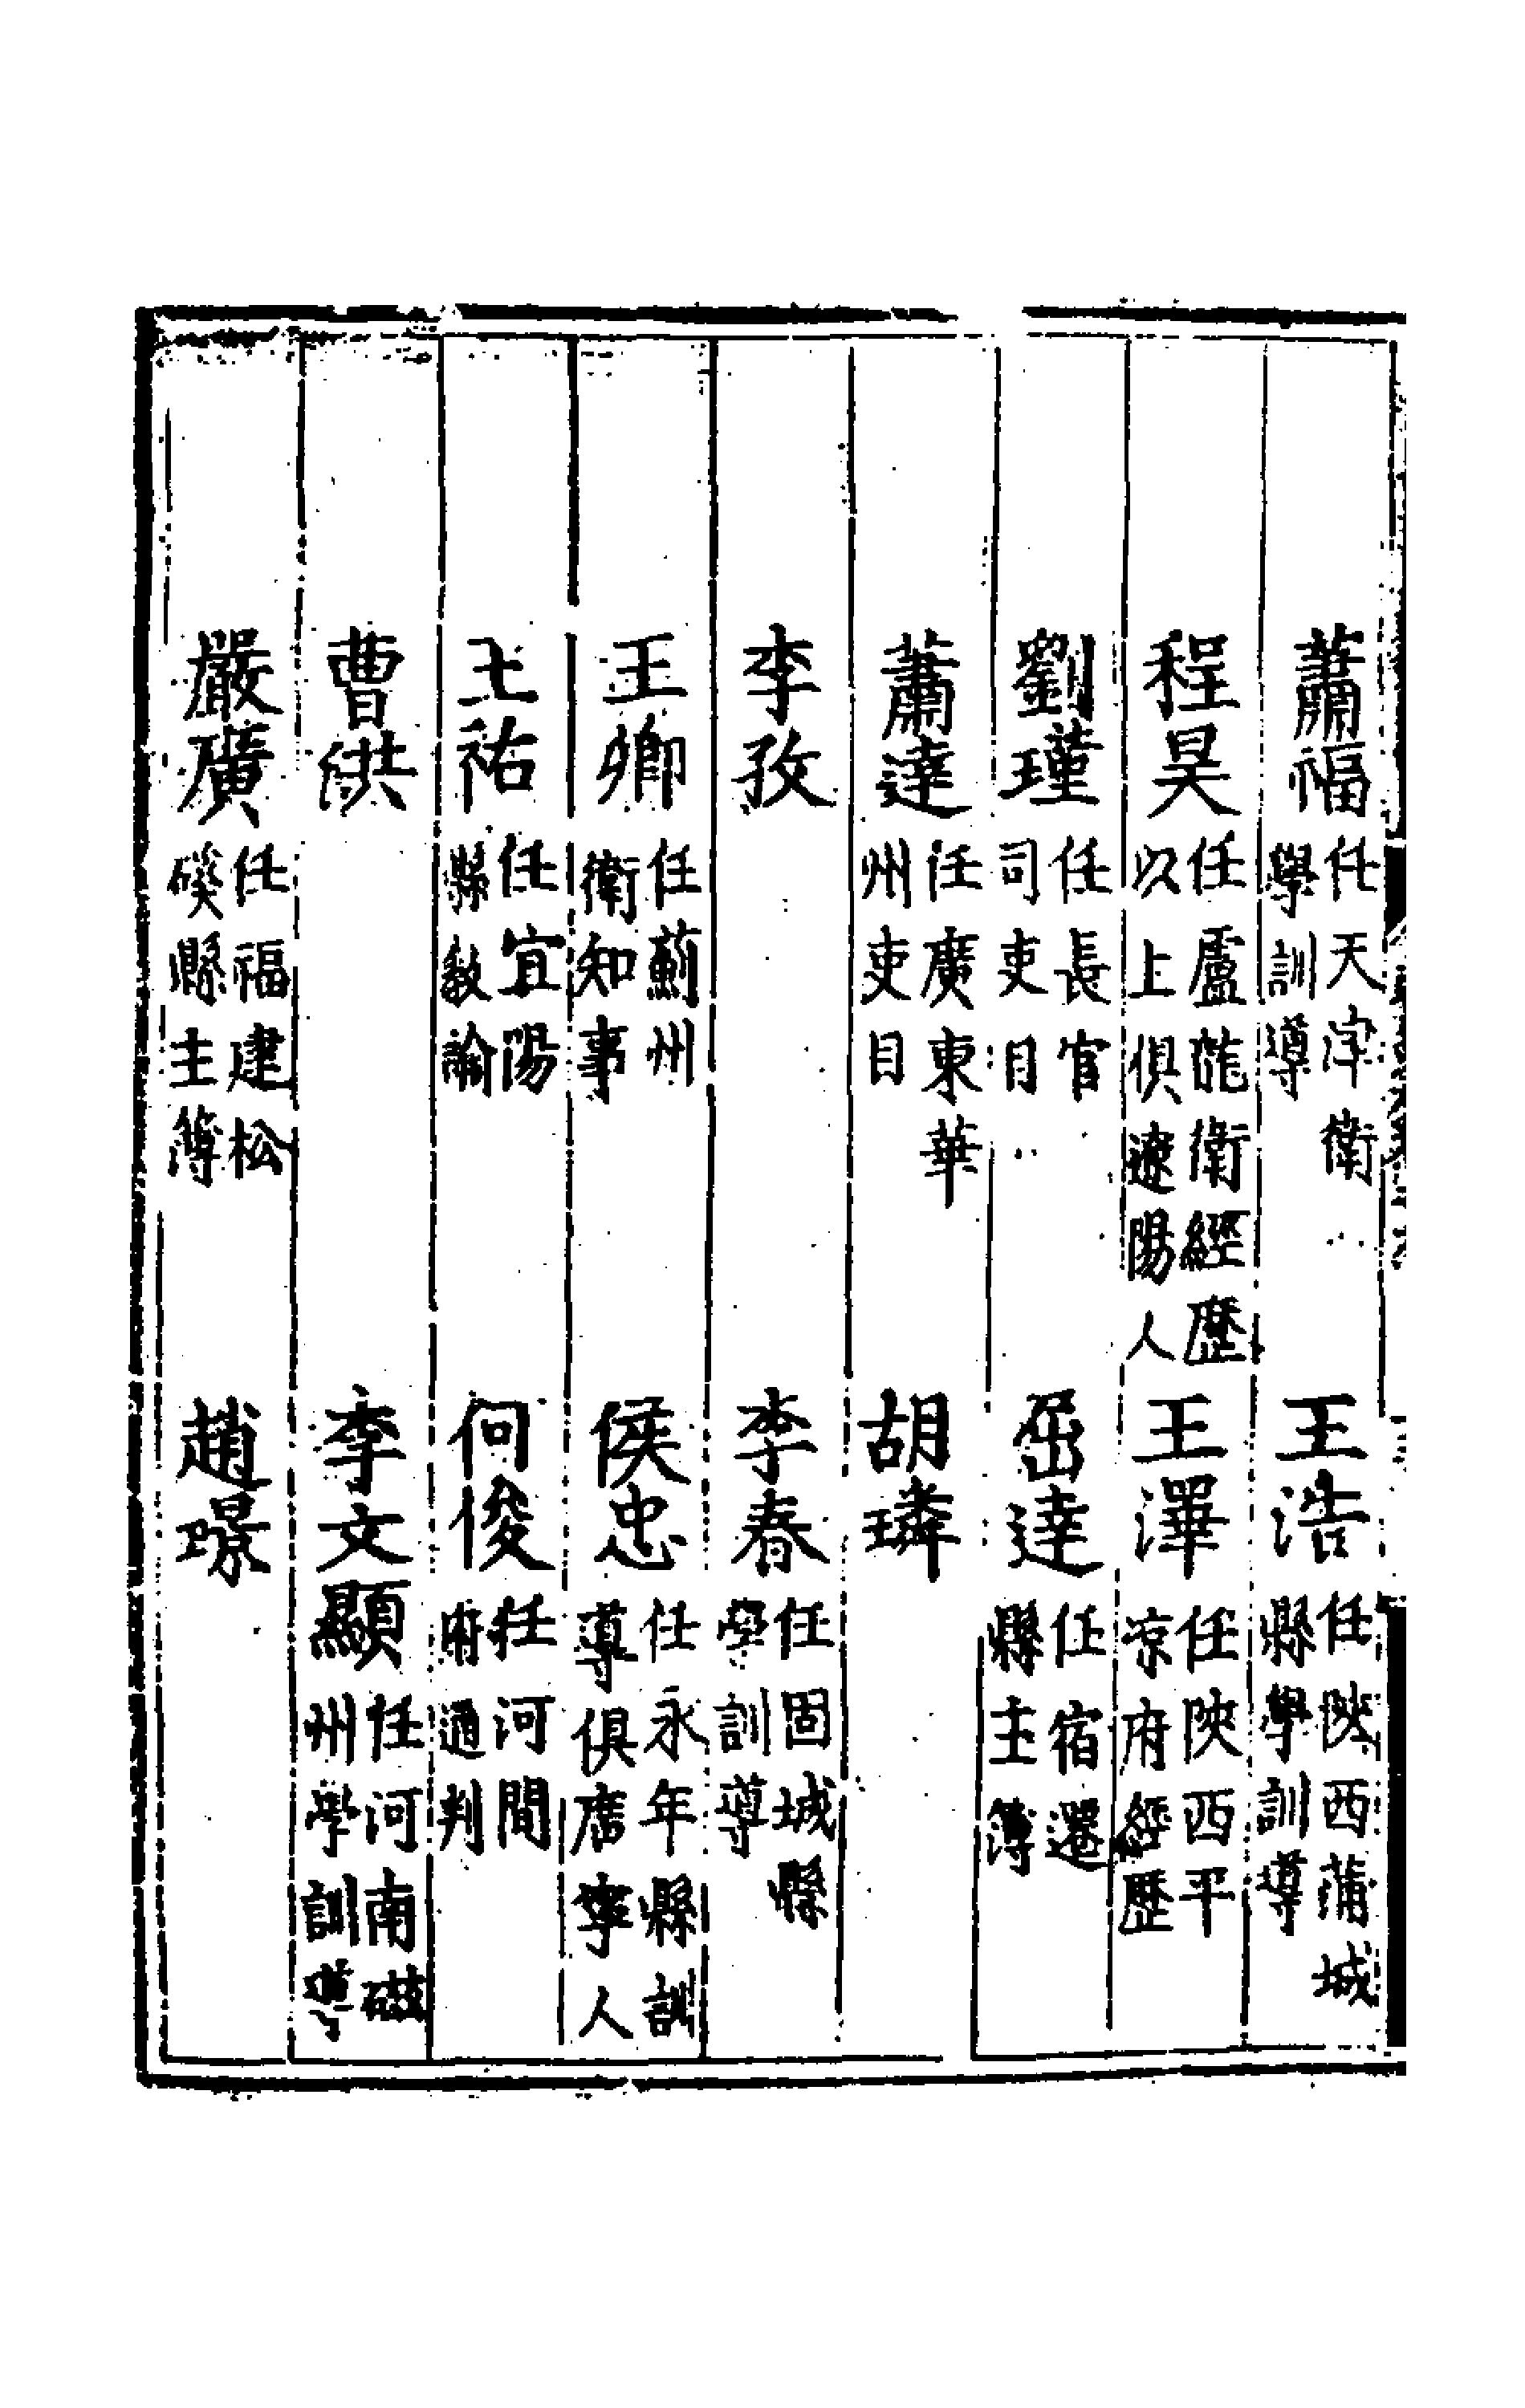 蕭福任天津衛學訓導　王浩任陜西蒲城縣學訓導
程昊任盧龍衛經歷以上俱遼陽人　王澤任陜西平涼府經歷
劉瑾任長官司吏目　屈達任宿遷縣主簿
蕭達任廣東華州吏目　胡璘
李孜　李春任固城縣學訓導
王卿任薊州衛知事　侯忠任永年縣訓導俱廣寧人
王祐任宜陽縣教諭　何俊任河間府通判
曹供　李文顯任河南磁州學訓導
嚴廣任福建松磎縣主簿　趙璟